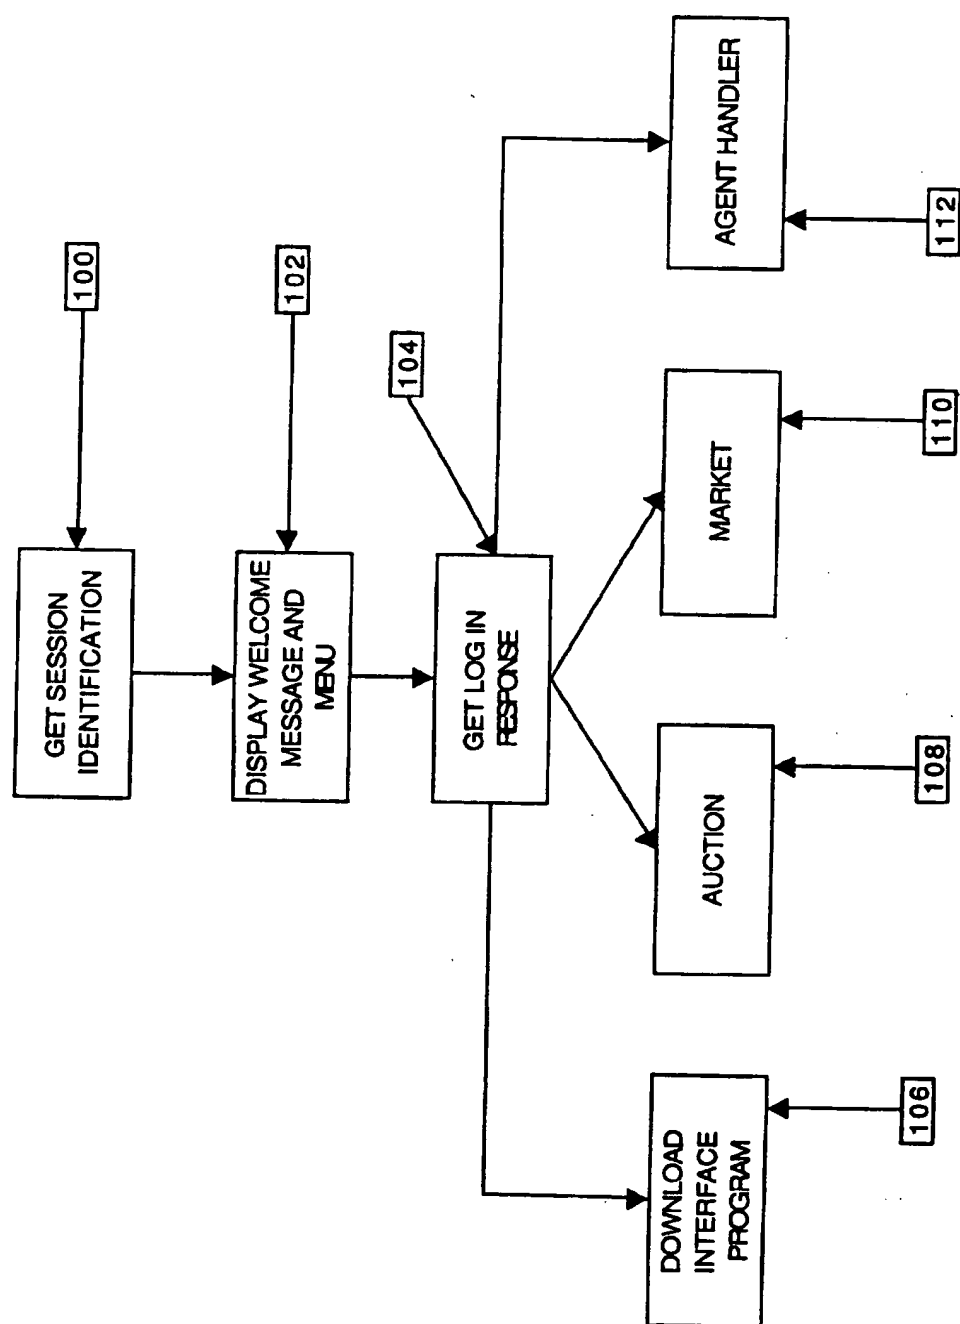 GET SESSION
IDENTIFICATION
100
DISPLAY WELCOME
MESSAGE AND
MENU
102
GET LOG IN
RESPONSE
104
DOWNLOAD
INTERFACE
PROGRAM
106
AUCTION
108
MARKET
110
AGENT HANDLER
112